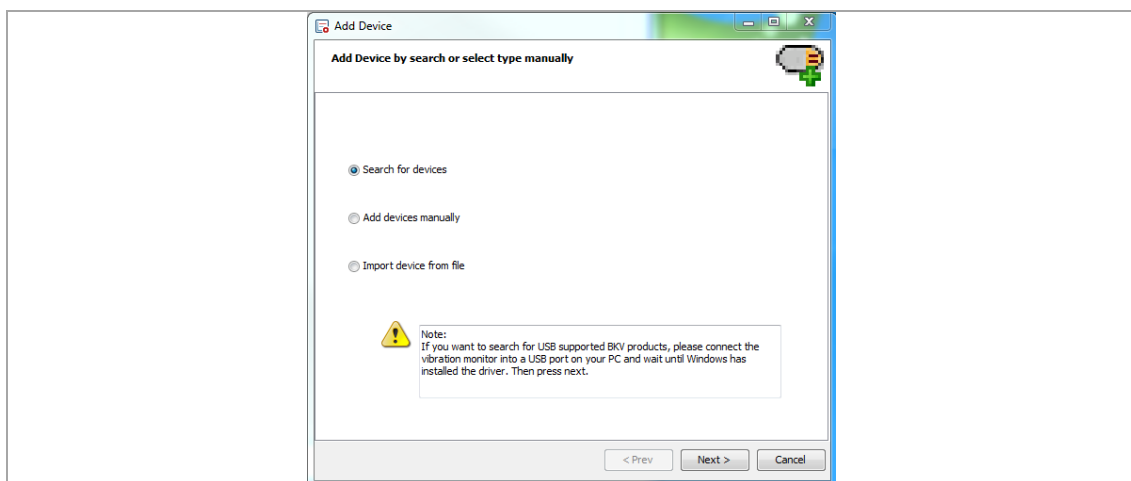 Add Device
Add Device by search or select type manually
Search for devices
Add devices manually
Import device from file
Note:
If you want to search for USB supported BKV products, please connect the
vibration monitor into a USB port on your PC and wait until Windows has
installed the driver. Then press next.
< Prev Next > Cancel